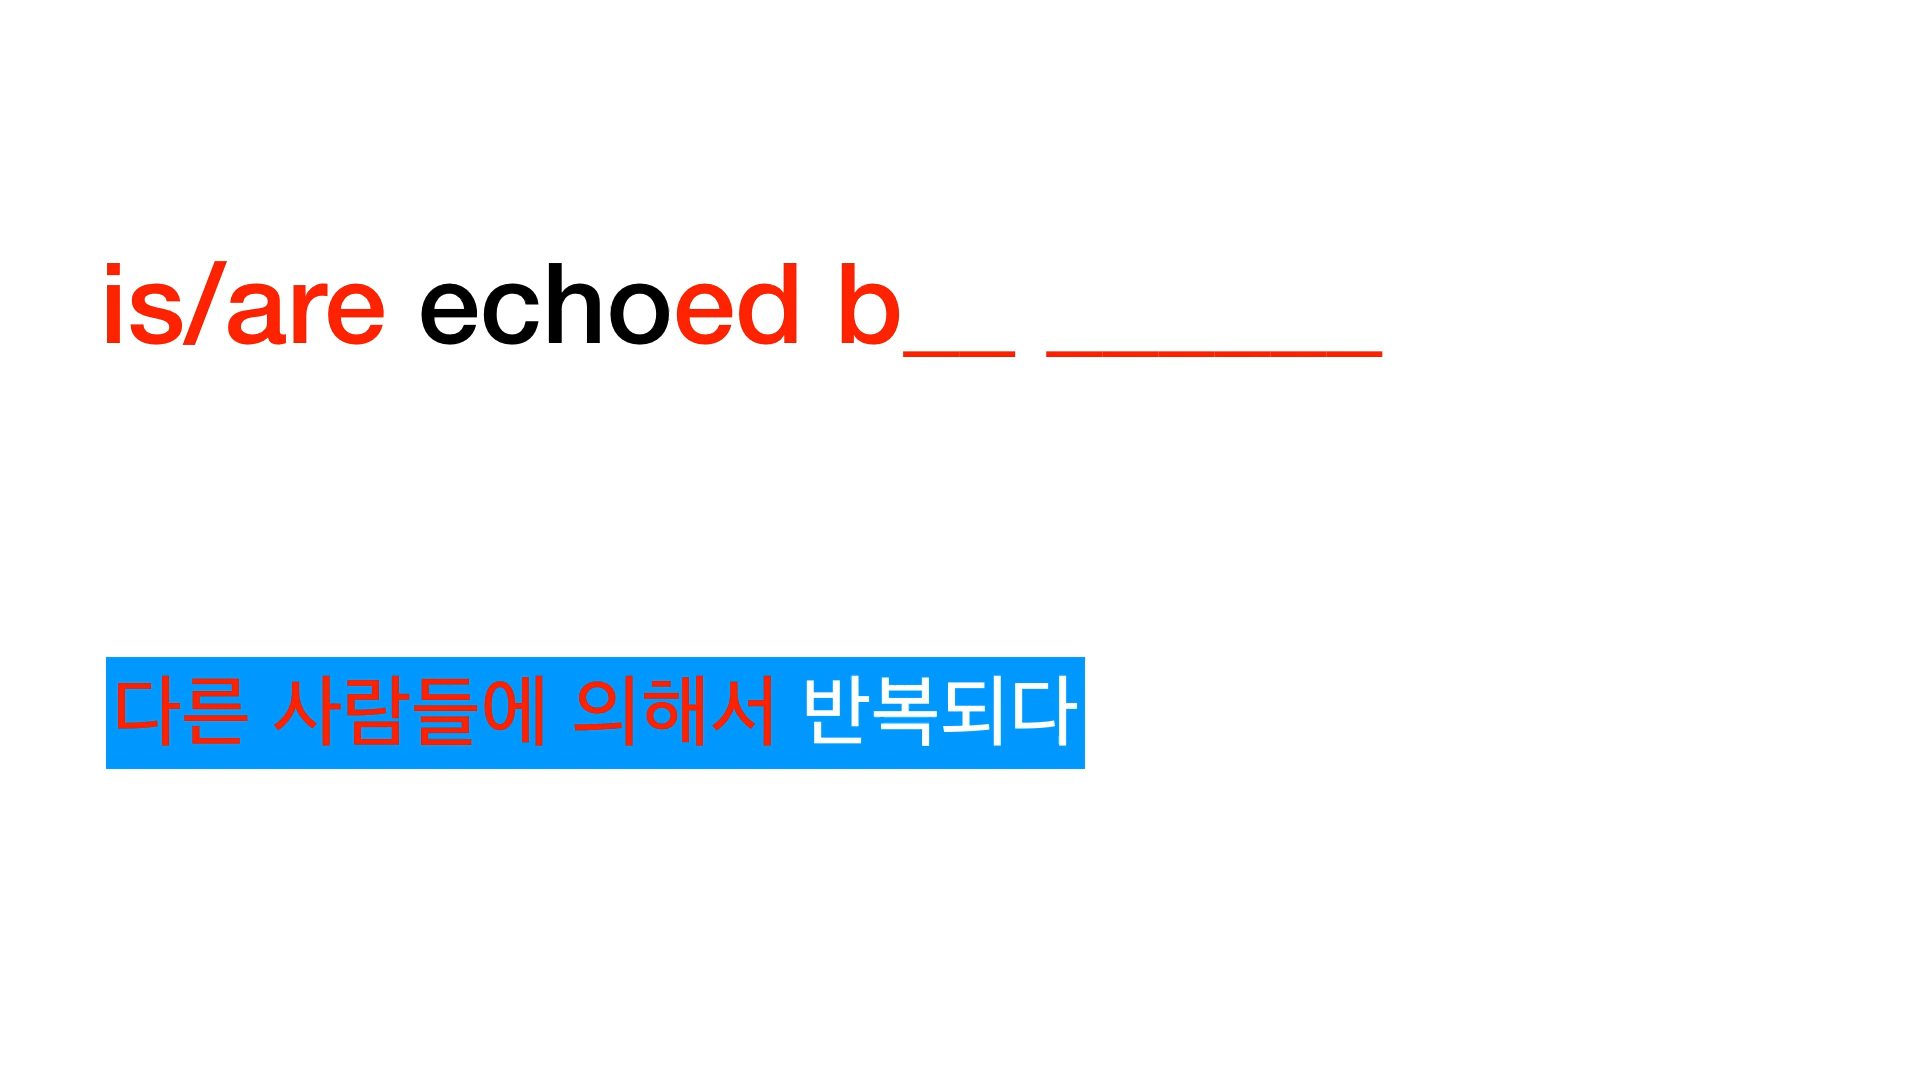 is/are echoed b__ ______
다른 사람들에 의해서 반복되다